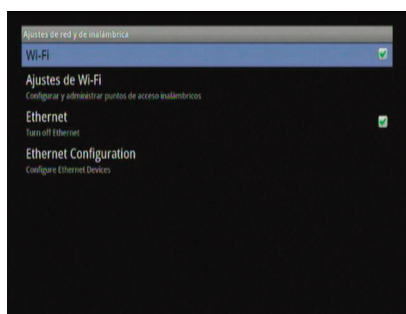 Ajustes de red y de inalámbrica
Wi-Fi
Ajustes de Wi-Fi
Configurar y administrar puntos de acceso inalámbricos
Ethernet
Turn off Ethernet
Ethernet Configuration
Configure Ethernet Devices